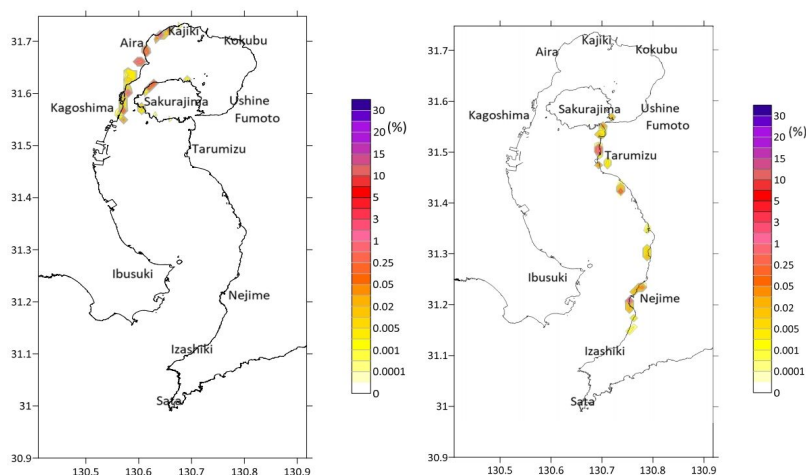 31.7
31.6
31.5
31.4
31.3
31.2
31.1
31
30.9
130.5 130.6 130.7 130.8 130.9
Kajiki
Aira
Kokubu
Kagoshima
Sakurajima
Ushine
Fumoto
Tarumizu
Ibusuki
Nejime
Izashiki
Sata
(%)
30
20
15
10
5
3
1
0.25
0.05
0.02
0.005
0.001
0.0001
0
31.7
31.6
31.5
31.4
31.3
31.2
31.1
31
30.9
130.5 130.6 130.7 130.8 130.9
Kajiki
Aira
Kokubu
Kagoshima
Sakurajima
Ushine
Fumoto
Tarumizu
Ibusuki
Nejime
Izashiki
Sata
(%)
30
20
15
10
5
3
1
0.25
0.05
0.02
0.005
0.001
0.0001
0